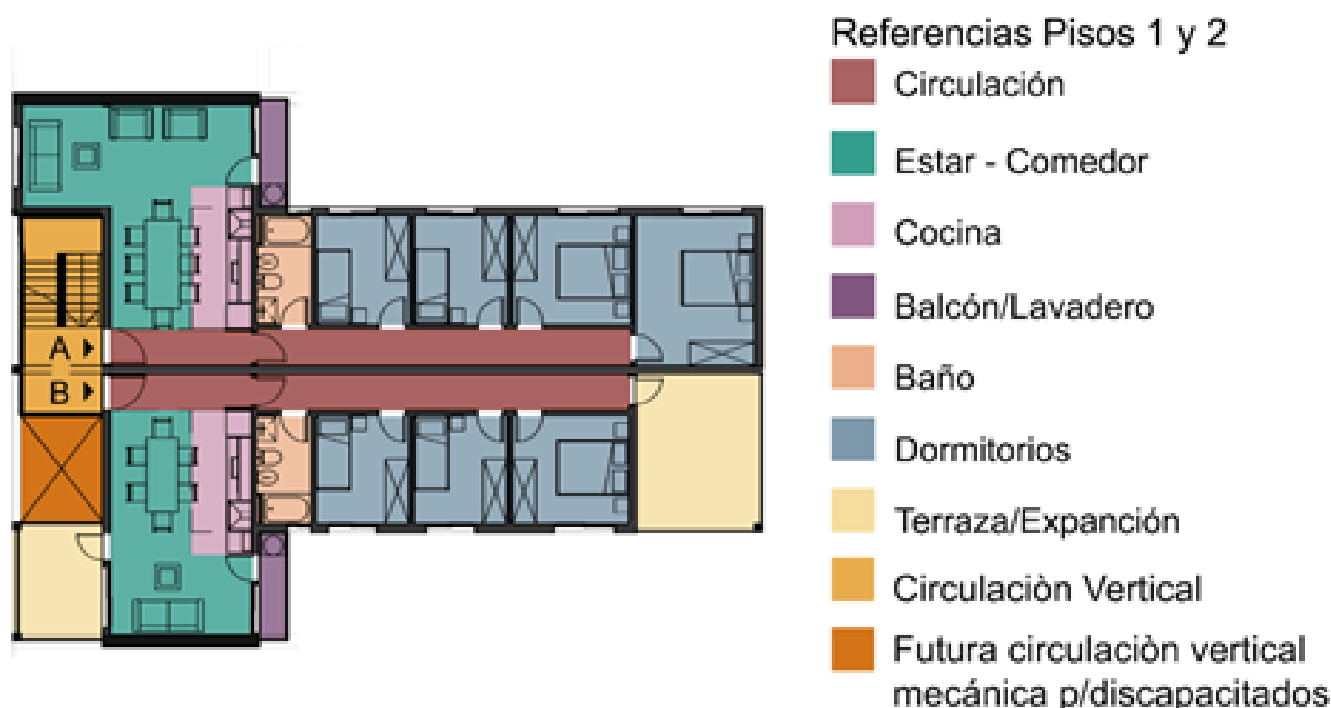 Referencias Pisos 1 y 2
Circulación
Estar - Comedor
Cocina
Balcón/Lavadero
Baño
Dormitorios
Terraza/Expanción
Circulaciòn Vertical
Futura circulaciòn vertical
mecánica p/discapacitados
A
B